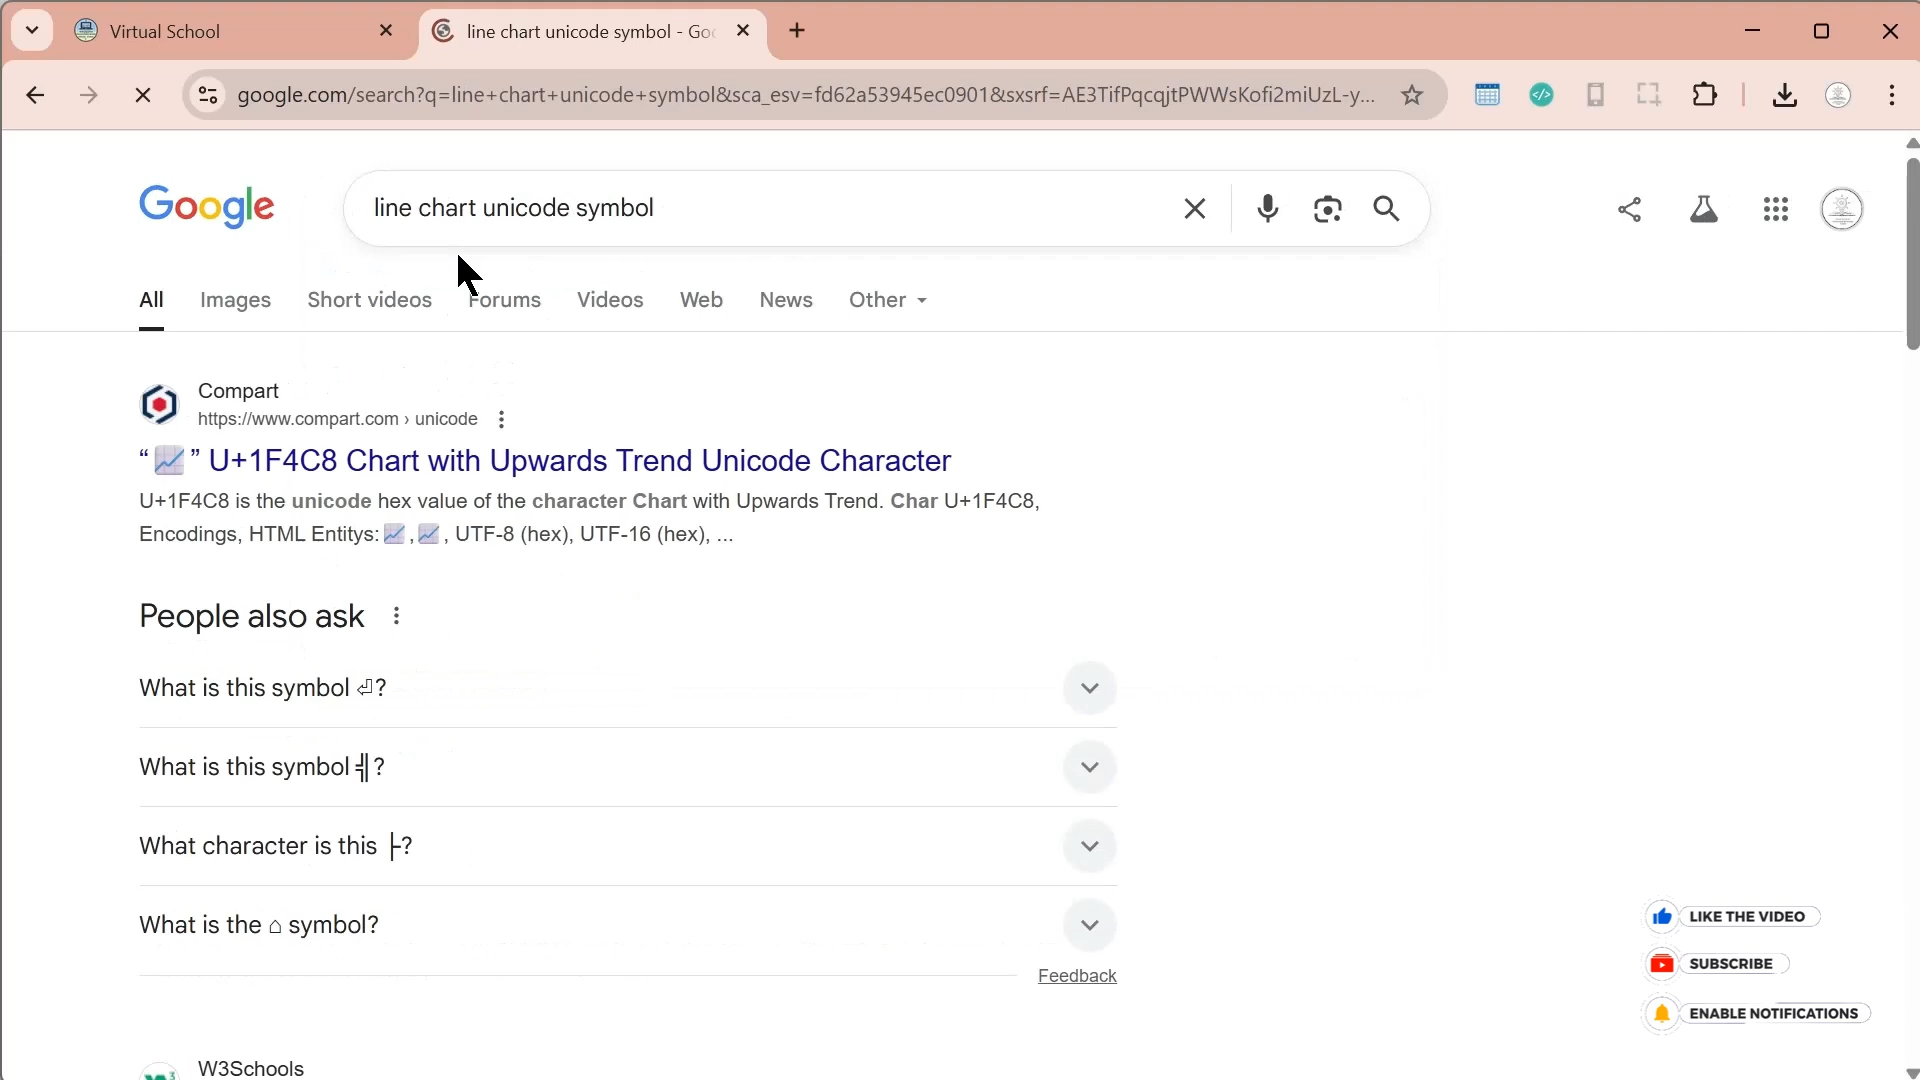 Virtual School
line chart unicode symbol - Goo
google.com/search?q=line+chart+unicode+symbol&sca_esv=fd62a53945ec0901&sxsrf=AE3TifPqcqjtPWWsKofi2miUzL-y...
Google
line chart unicode symbol
All Images Short videos Forums Videos Web News Other
Compart
https://www.compart.com › unicode
“📈” U+1F4C8 Chart with Upwards Trend Unicode Character
U+1F4C8 is the unicode hex value of the character Chart with Upwards Trend. Char U+1F4C8,
Encodings, HTML Entitys:📈,📈, UTF-8 (hex), UTF-16 (hex), ...
People also ask
What is this symbol ⏎?
What is this symbol ╣?
What character is this ├?
What is the ⌂ symbol?
Feedback
LIKE THE VIDEO
SUBSCRIBE
ENABLE NOTIFICATIONS
W3Schools